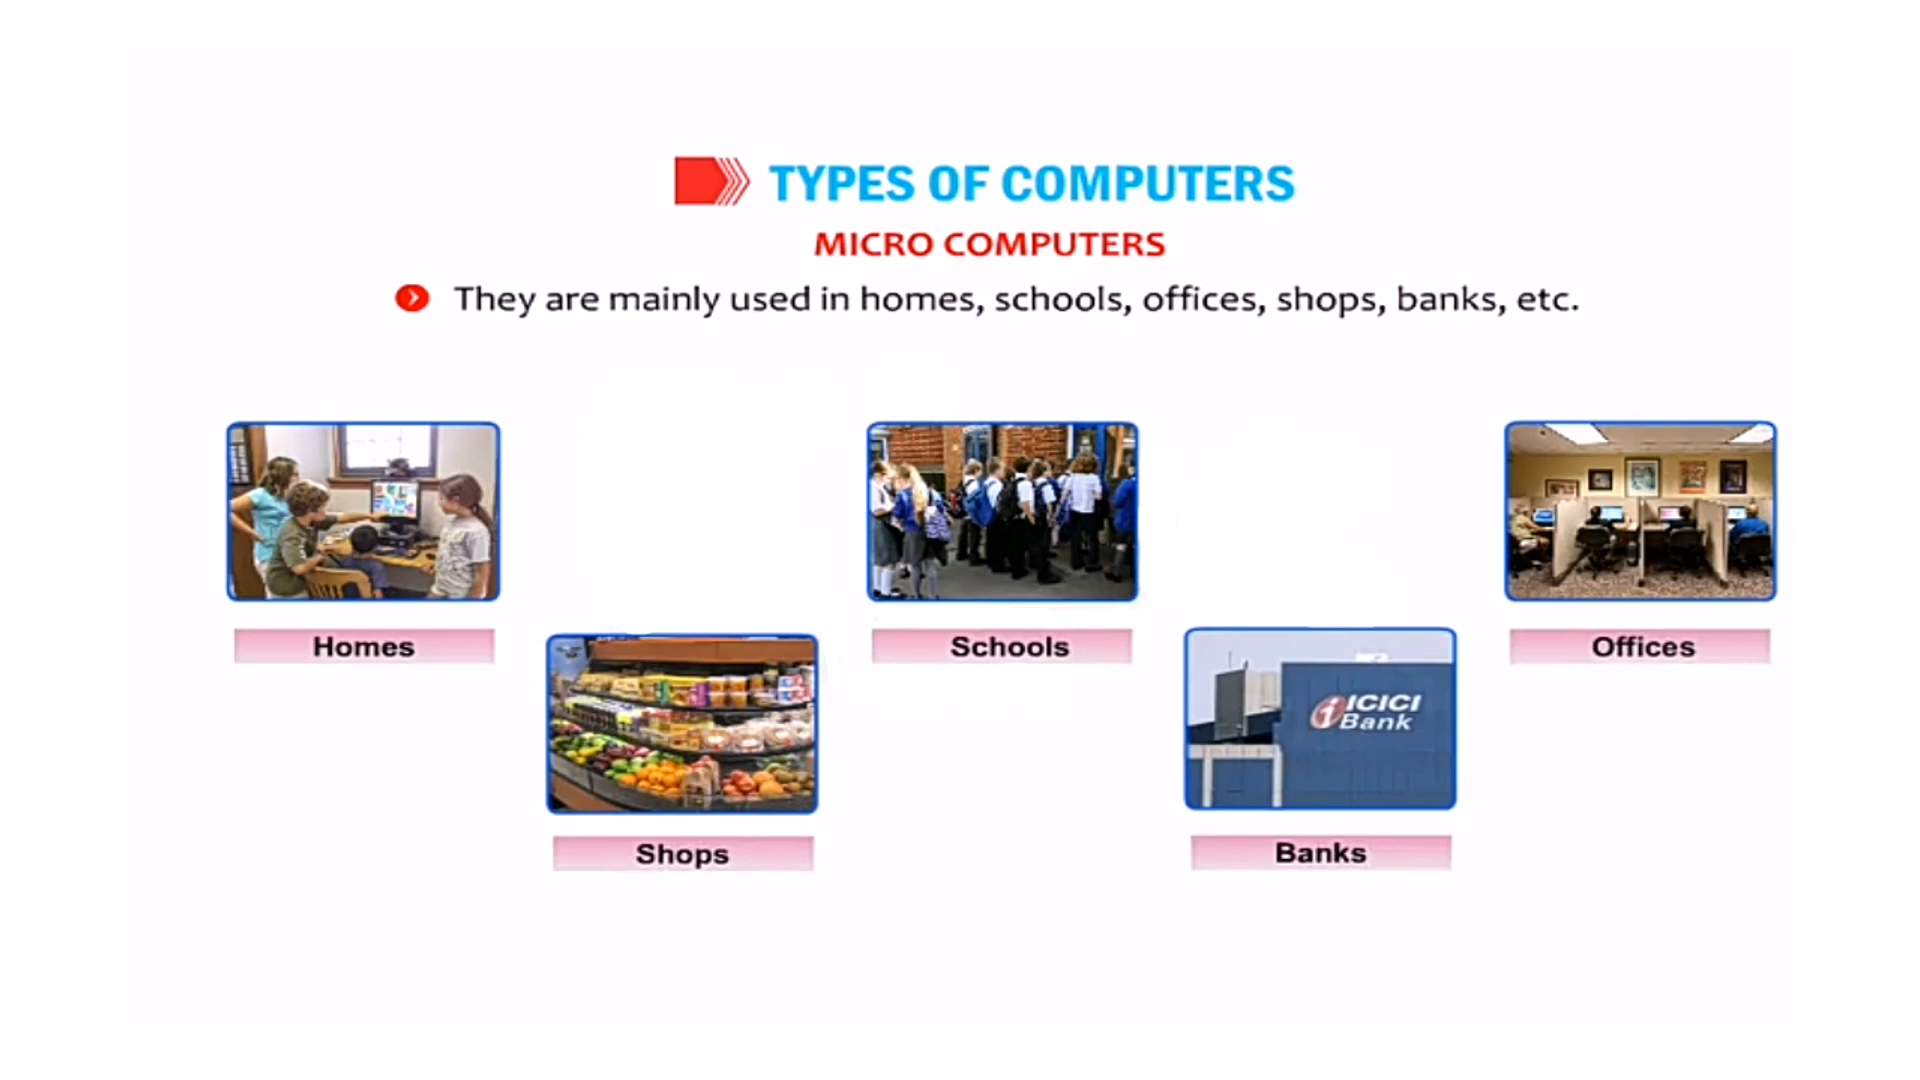 TYPES OF COMPUTERS
MICRO COMPUTERS
They are mainly used in homes, schools, offices, shops, banks, etc.
Homes
Schools
Offices
ICICI
Bank
Shops
Banks